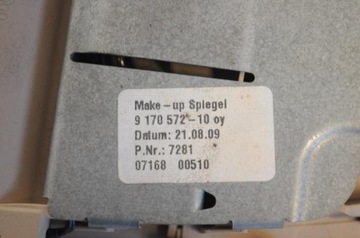 Make-up Spiegel
9 170 572-10 oy
Datum: 21.08.09
P.Nr.: 7281
07168 00510